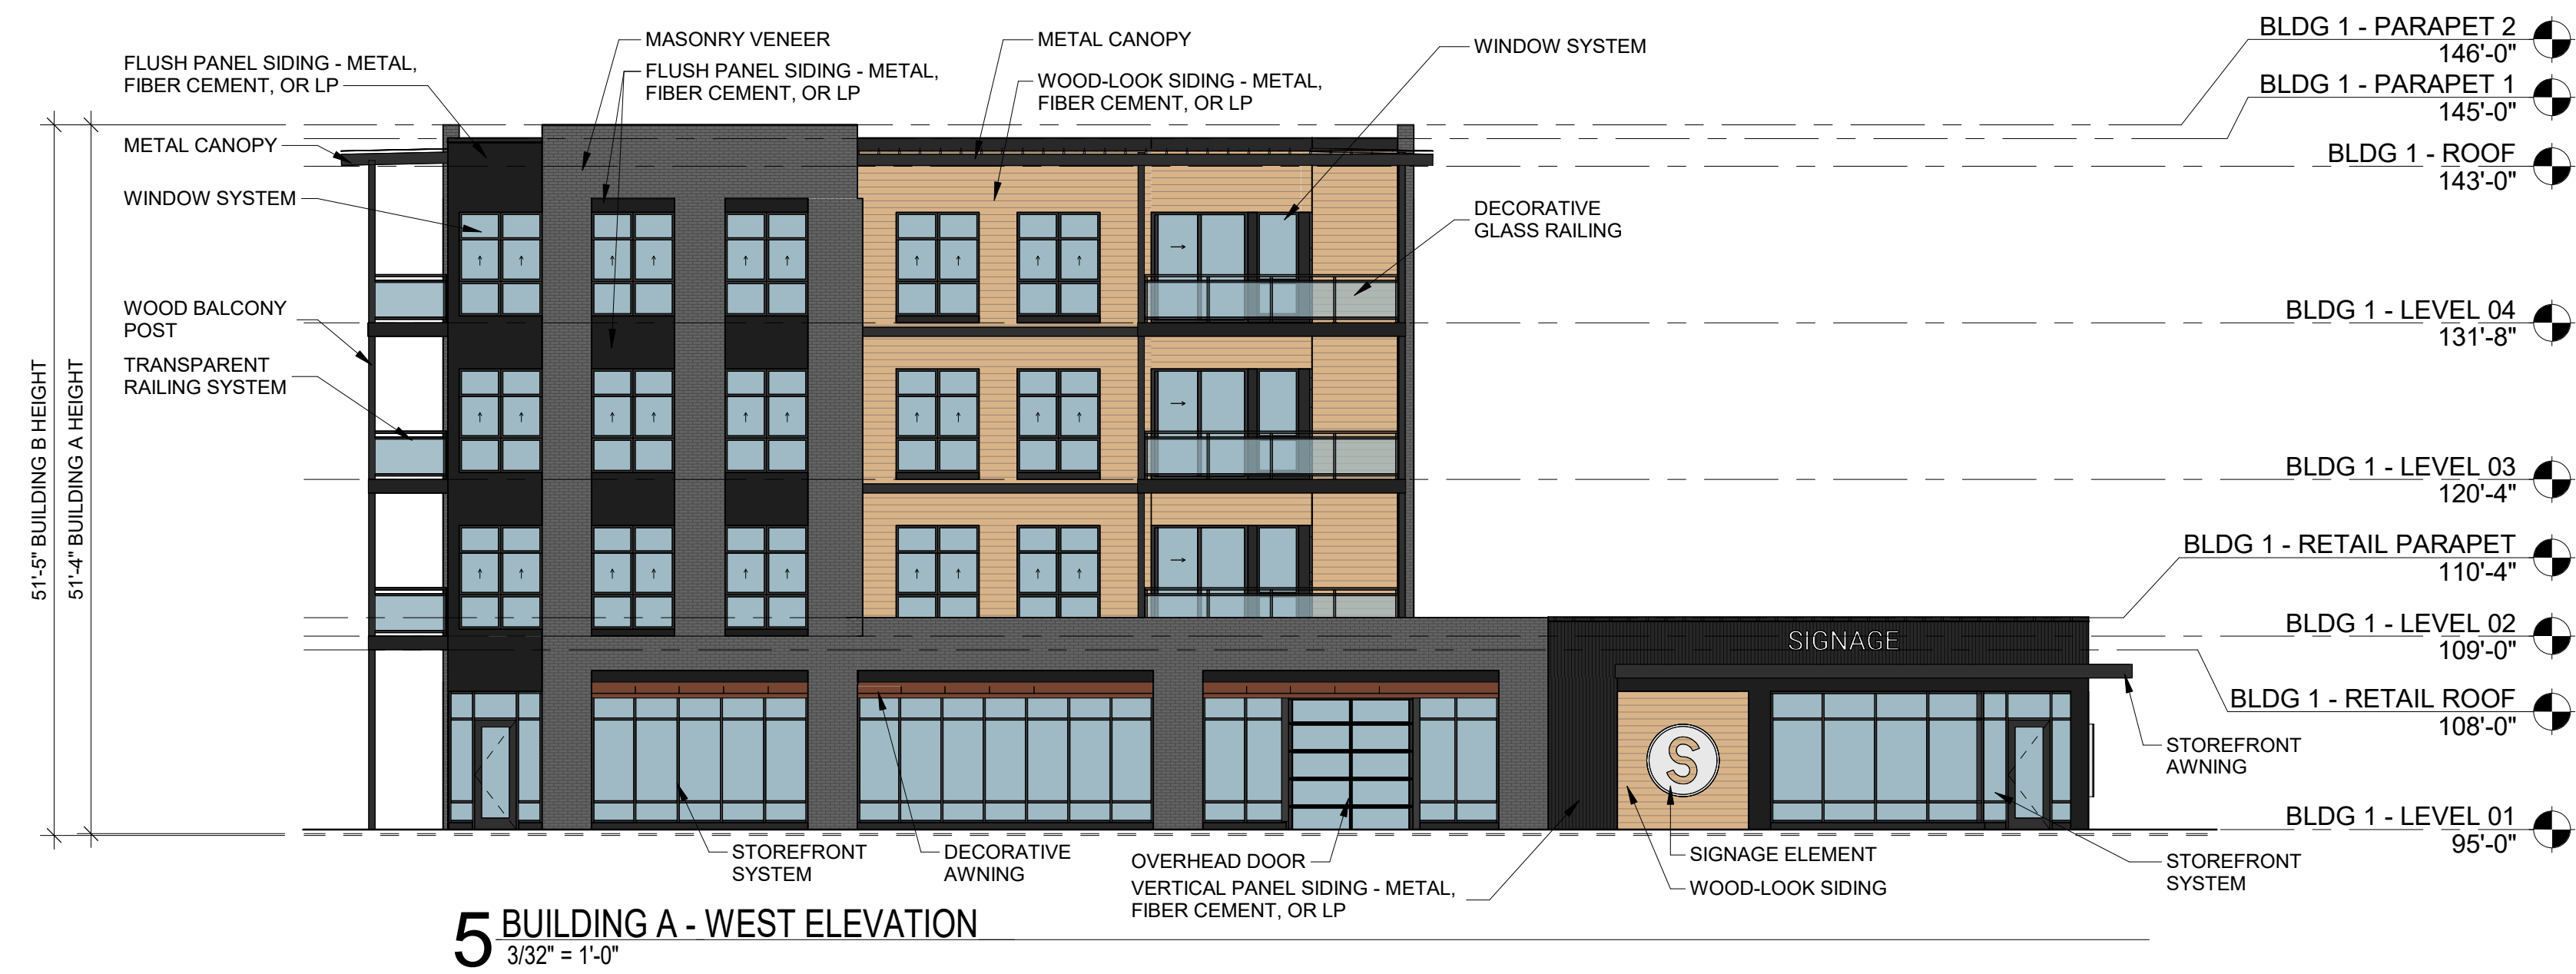 FLUSH PANEL SIDING - METAL,
FIBER CEMENT, OR LP
METAL CANOPY
WINDOW SYSTEM
WOOD BALCONY
POST
TRANSPARENT
RAILING SYSTEM
51'-5" BUILDING B HEIGHT
51'-4" BUILDING A HEIGHT
MASONRY VENEER
FLUSH PANEL SIDING - METAL,
FIBER CEMENT, OR LP
METAL CANOPY
WOOD-LOOK SIDING - METAL,
FIBER CEMENT, OR LP
WINDOW SYSTEM
DECORATIVE
GLASS RAILING
BLDG 1 - PARAPET 2
146'-0"
BLDG 1 - PARAPET 1
145'-0"
BLDG 1 - ROOF
143'-0"
BLDG 1 - LEVEL 04
131'-8"
BLDG 1 - LEVEL 03
120'-4"
BLDG 1 - RETAIL PARAPET
110'-4"
BLDG 1 - LEVEL 02
109'-0"
BLDG 1 - RETAIL ROOF
108'-0"
BLDG 1 - LEVEL 01
95'-0"
SIGNAGE
S
STOREFRONT
AWNING
STOREFRONT
SYSTEM
STOREFRONT
SYSTEM
DECORATIVE
AWNING
OVERHEAD DOOR
VERTICAL PANEL SIDING - METAL,
FIBER CEMENT, OR LP
SIGNAGE ELEMENT
WOOD-LOOK SIDING
5 BUILDING A - WEST ELEVATION
3/32" = 1'-0"